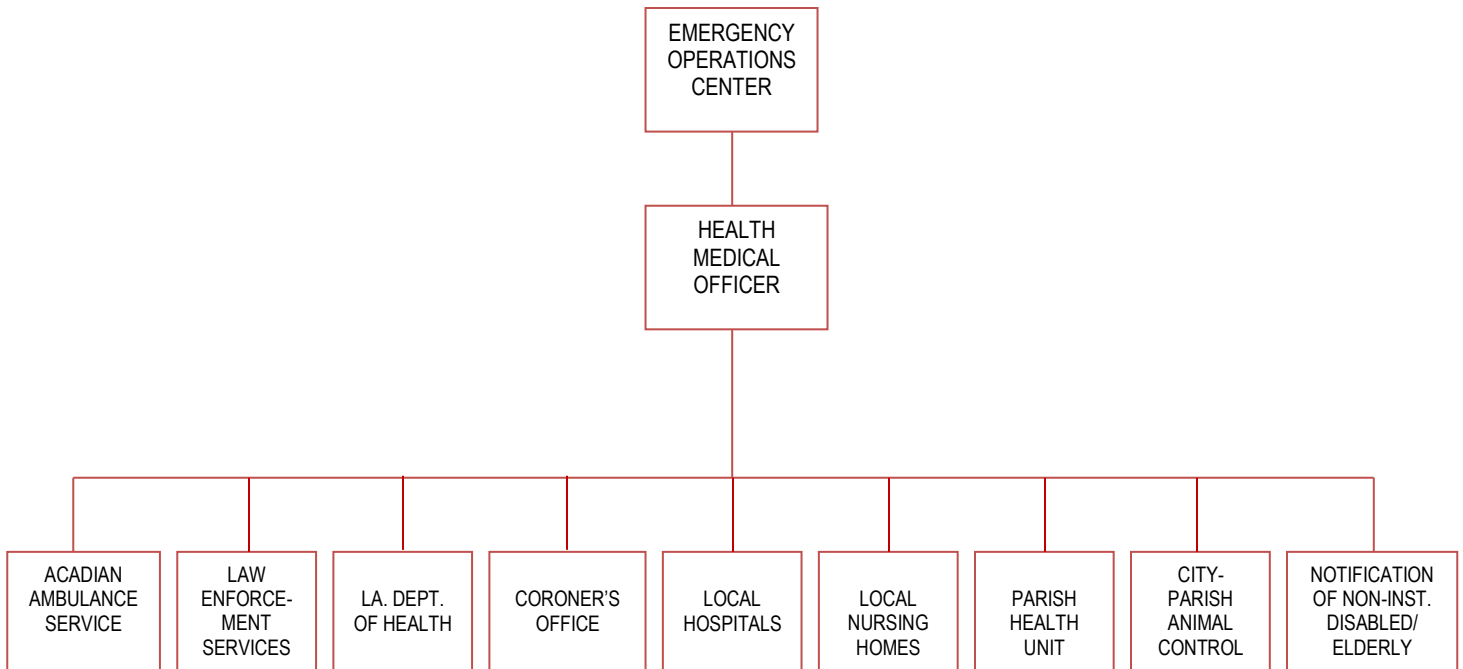 EMERGENCY
OPERATIONS
CENTER
HEALTH
MEDICAL
OFFICER
ACADIAN
AMBULANCE
SERVICE
LAW
ENFORCE-
MENT
SERVICES
LA. DEPT.
OF HEALTH
CORONER’S
OFFICE
LOCAL
HOSPITALS
LOCAL
NURSING
HOMES
PARISH
HEALTH
UNIT
CITY-
PARISH
ANIMAL
CONTROL
NOTIFICATION
OF NON-INST.
DISABLED/
ELDERLY